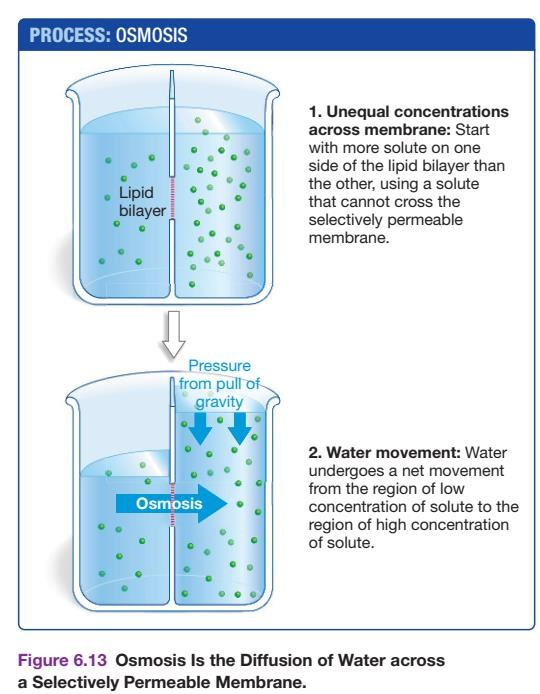 PROCESS: OSMOSIS
1. Unequal concentrations
across membrane: Start
with more solute on one
side of the lipid bilayer than
the other, using a solute
that cannot cross the
selectively permeable
membrane.
Lipid
bilayer
Pressure
from pull of
gravity
Osmosis
2. Water movement: Water
undergoes a net movement
from the region of low
concentration of solute to the
region of high concentration
of solute.
Figure 6.13 Osmosis Is the Diffusion of Water across
a Selectively Permeable Membrane.